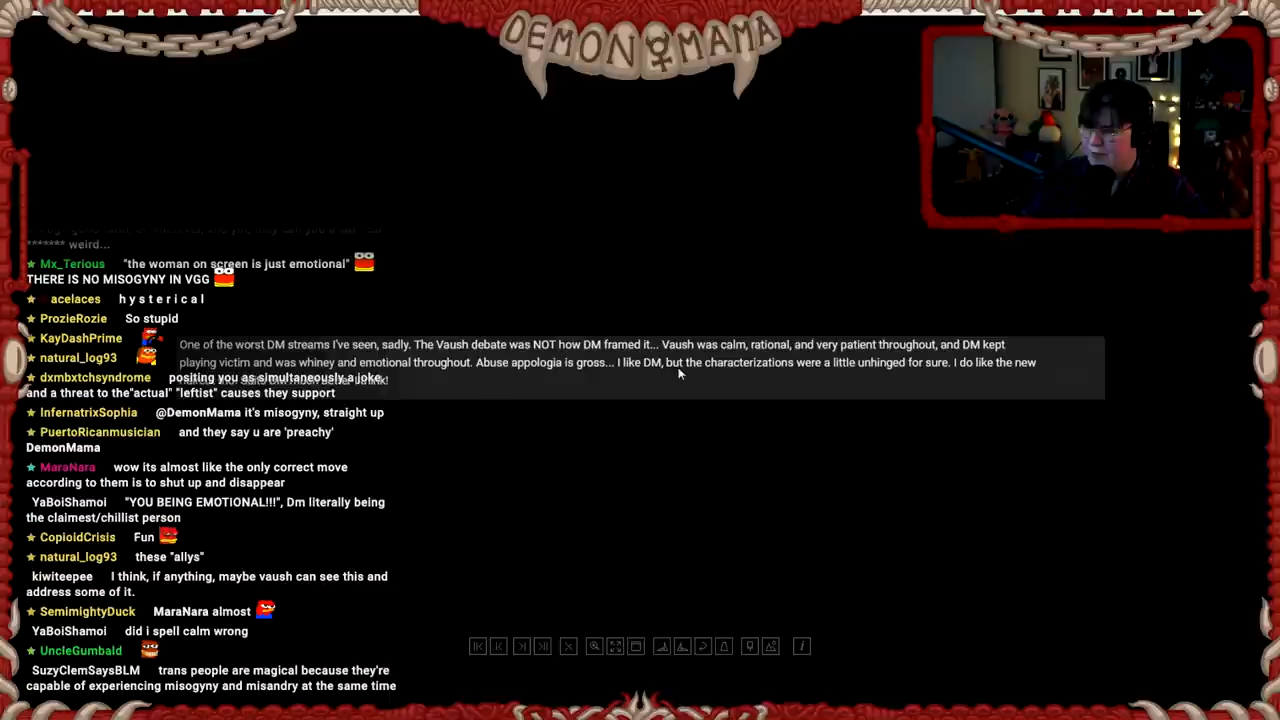 DEMON MAMA
******* weird...
Mx_Terious "the woman on screen is just emotional"
THERE IS NO MISOGYNY IN VGG
acelaces h y s t e r i c a l
ProzieRozie So stupid
KayDashPrime
natural_log93
One of the worst DM streams I've seen, sadly. The Vaush debate was NOT how DM framed it... Vaush was calm, rational, and very patient throughout, and DM kept
playing victim and was whiney and emotional throughout. Abuse appologia is gross... I like DM, but the characterizations were a little unhinged for sure. I do like the new
dxmbxtchsyndrome positing you as simultaneously a joke,
and a threat to the"actual" "leftist" causes they support
InfernatrixSophia @DemonMama it's misogyny, straight up
PuertoRicanmusician and they say u are 'preachy'
DemonMama
MaraNara wow its almost like the only correct move
according to them is to shut up and disappear
YaBoiShamoi "YOU BEING EMOTIONAL!!!", Dm literally being
the claimest/chillist person
CopioidCrisis Fun
natural_log93 these "allys"
kiwiteepee I think, if anything, maybe vaush can see this and
address some of it.
SemimightyDuck MaraNara almost
YaBoiShamoi did i spell calm wrong
UncleGumbald
SuzyClemSaysBLM trans people are magical because they're
capable of experiencing misogyny and misandry at the same time